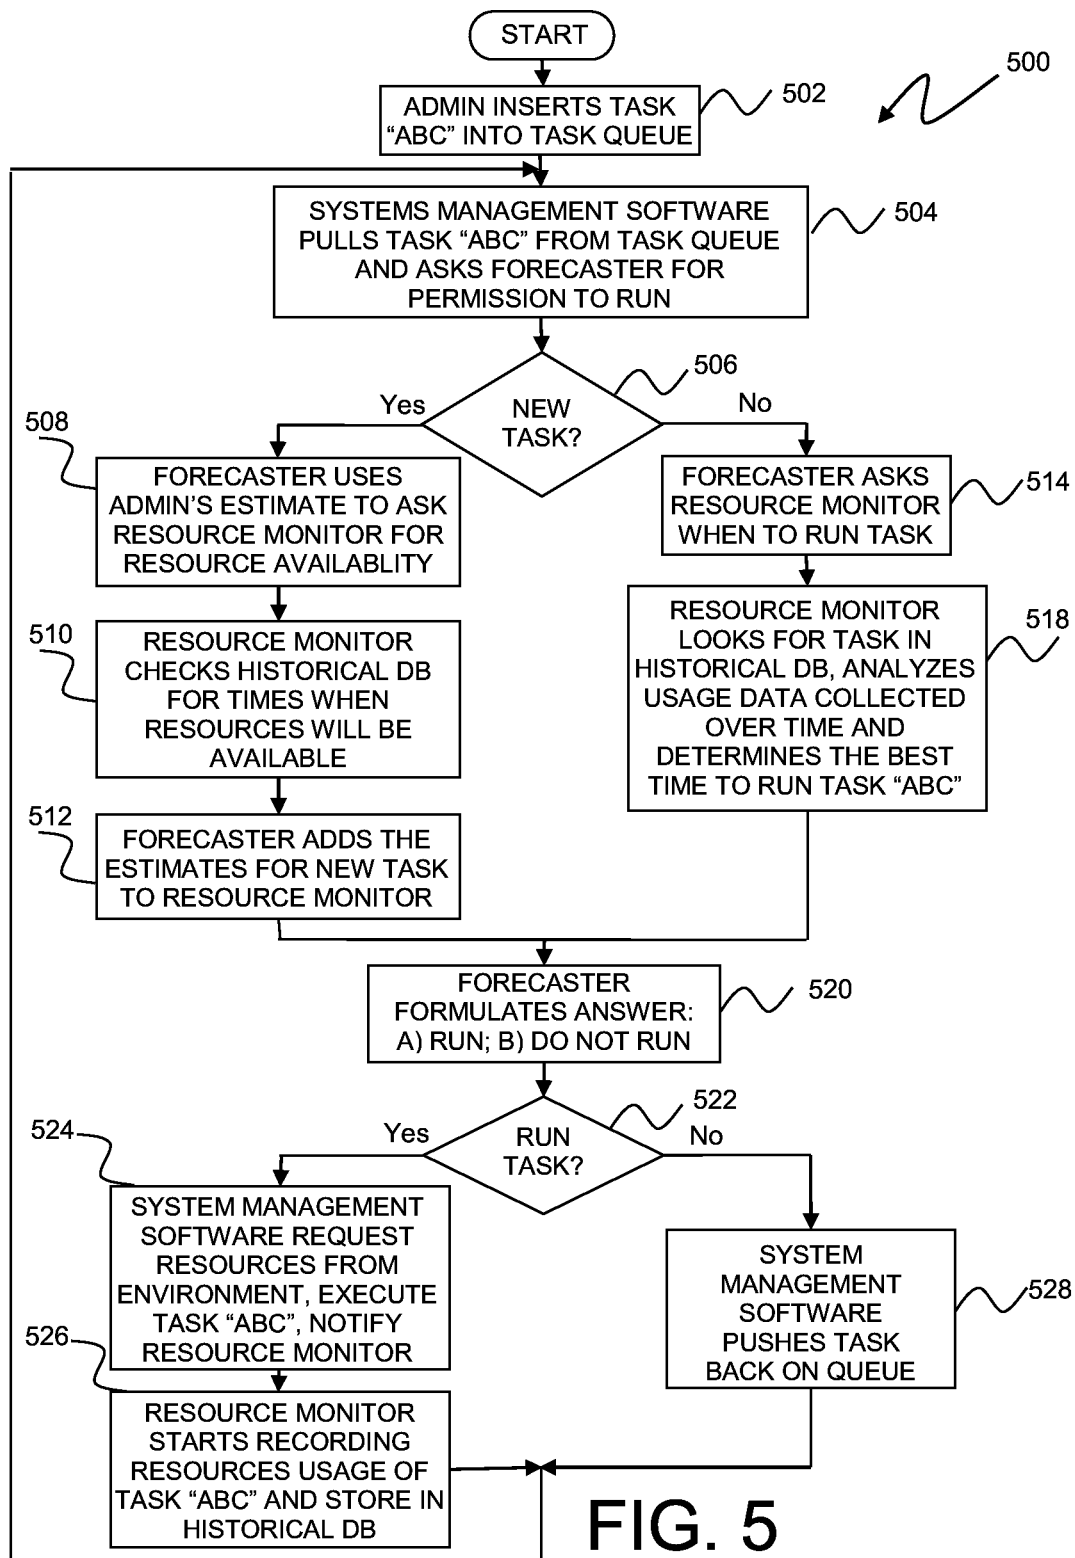 START
500
502
ADMIN INSERTS TASK
“ABC” INTO TASK QUEUE
504
SYSTEMS MANAGEMENT SOFTWARE
PULLS TASK “ABC” FROM TASK QUEUE
AND ASKS FORECASTER FOR
PERMISSION TO RUN
506
NEW
TASK?
Yes
No
508
FORECASTER USES
ADMIN’S ESTIMATE TO ASK
RESOURCE MONITOR FOR
RESOURCE AVAILABLITY
514
FORECASTER ASKS
RESOURCE MONITOR
WHEN TO RUN TASK
510
RESOURCE MONITOR
CHECKS HISTORICAL DB
FOR TIMES WHEN
RESOURCES WILL BE
AVAILABLE
518
RESOURCE MONITOR
LOOKS FOR TASK IN
HISTORICAL DB, ANALYZES
USAGE DATA COLLECTED
OVER TIME AND
DETERMINES THE BEST
TIME TO RUN TASK “ABC”
512
FORECASTER ADDS THE
ESTIMATES FOR NEW TASK
TO RESOURCE MONITOR
520
FORECASTER
FORMULATES ANSWER:
A) RUN; B) DO NOT RUN
522
RUN
TASK?
Yes
No
524
SYSTEM MANAGEMENT
SOFTWARE REQUEST
RESOURCES FROM
ENVIRONMENT, EXECUTE
TASK “ABC”, NOTIFY
RESOURCE MONITOR
528
SYSTEM
MANAGEMENT
SOFTWARE
PUSHES TASK
BACK ON QUEUE
526
RESOURCE MONITOR
STARTS RECORDING
RESOURCES USAGE OF
TASK “ABC” AND STORE IN
HISTORICAL DB
FIG. 5